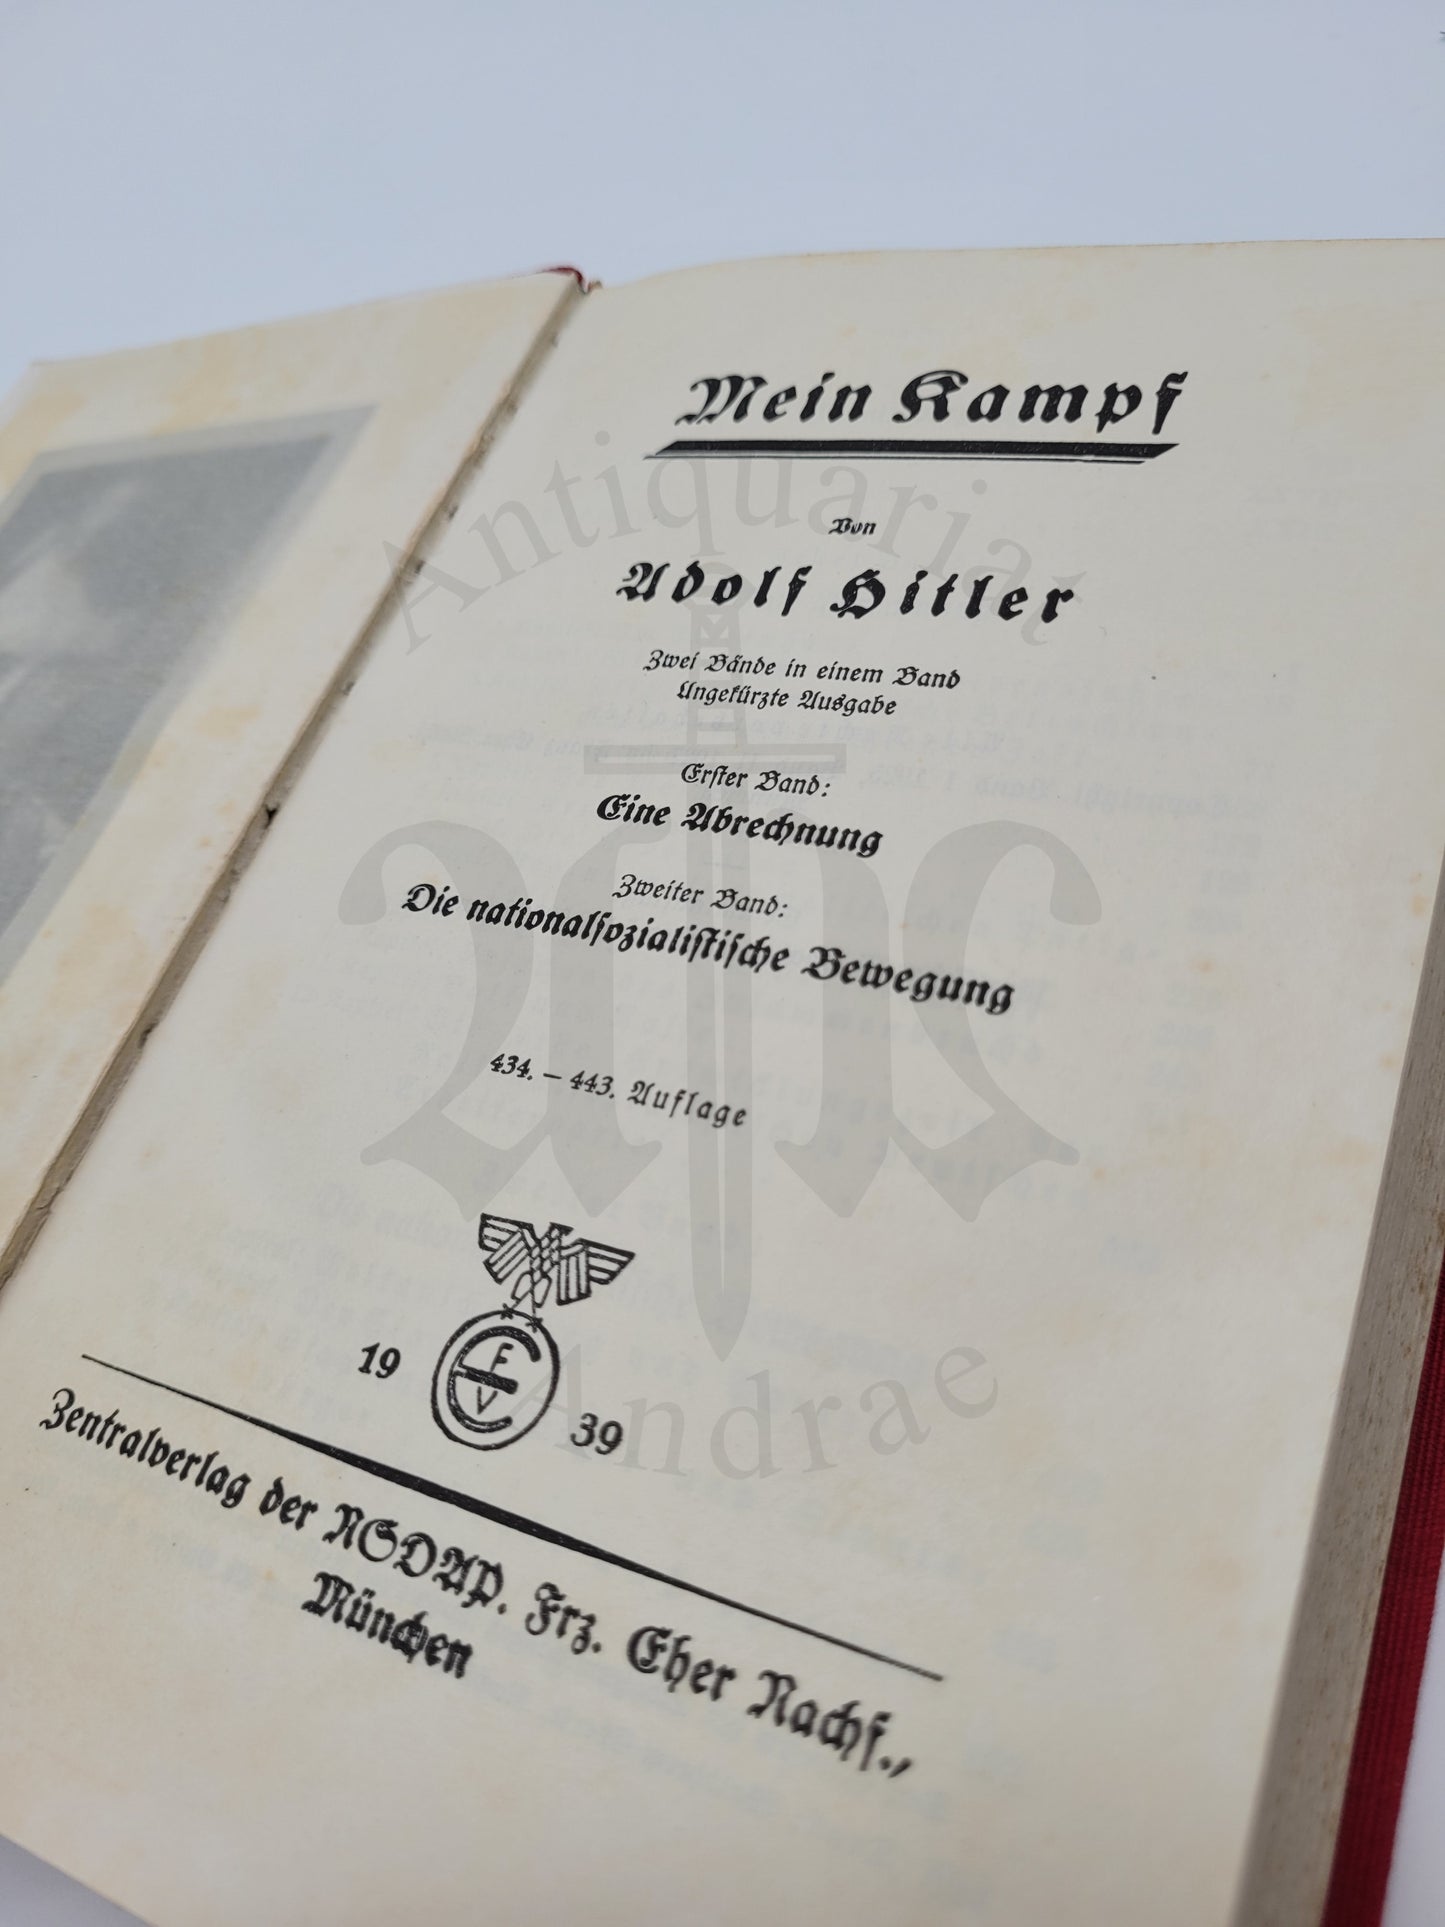 Mein Kampf
Von
Adolf Hitler
Zwei Bände in einem Band
Ungekürzte Ausgabe
Erster Band:
Eine Abrechnung
Zweiter Band:
Die nationalsozialistische Bewegung
434. – 443. Auflage
19 39
F
E
V
Zentralverlag der NSDAP. Frz. Eher Nachf.,
München
Antiquariat
Andrae